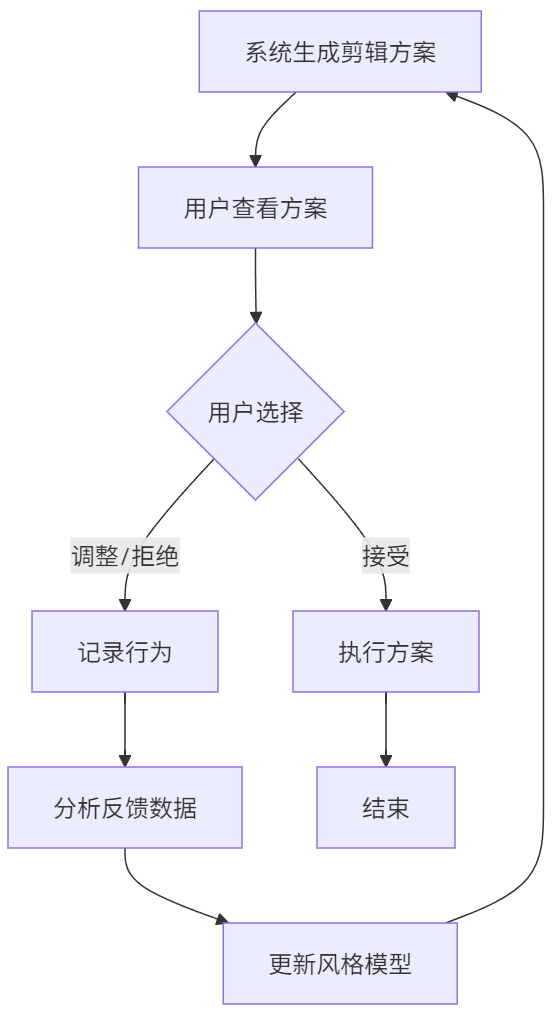 系统生成剪辑方案
用户查看方案
用户选择
调整/拒绝
接受
记录行为
执行方案
分析反馈数据
结束
更新风格模型